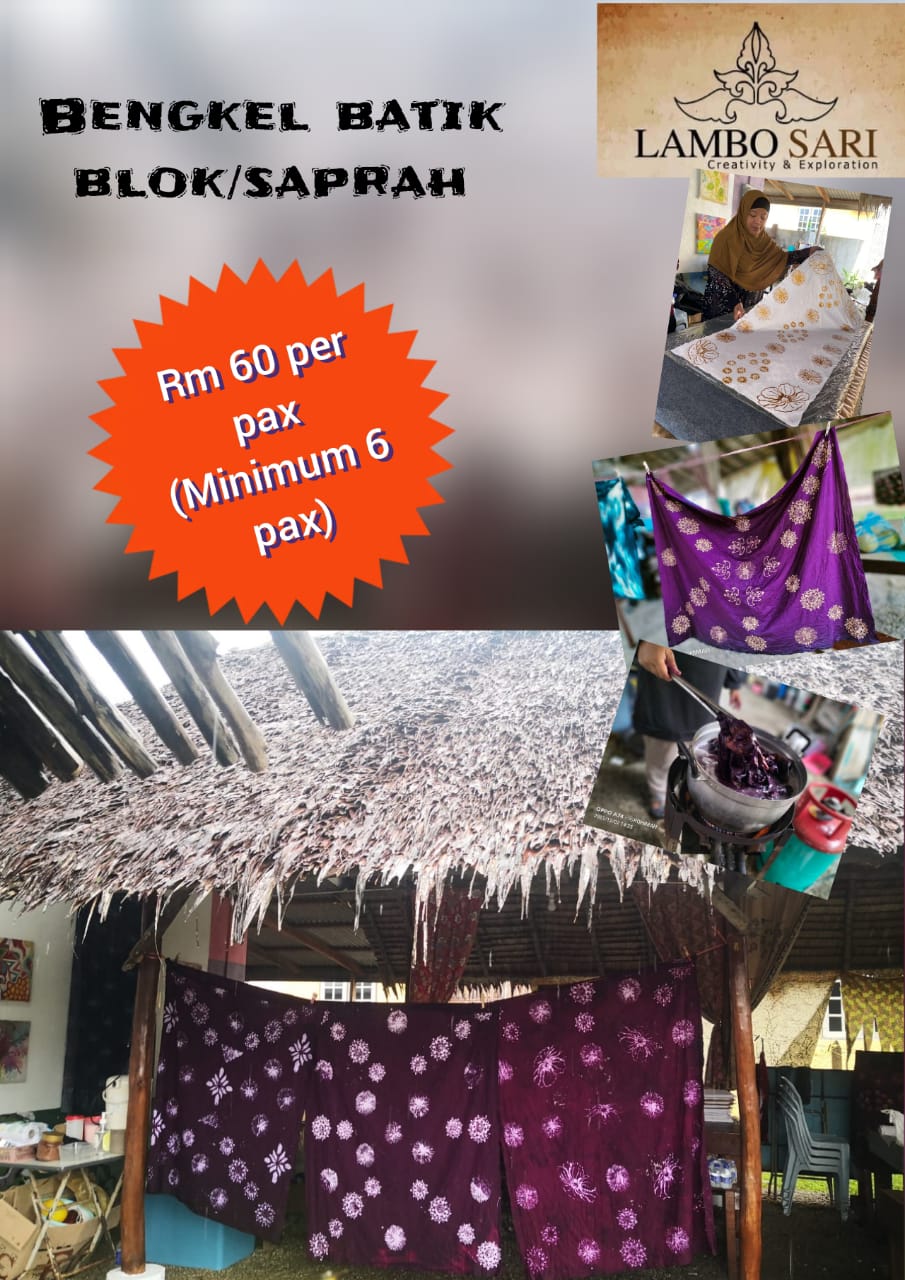 BENGKEL BATIK
BLOK/SAPRAH
LAMBO SARI
Creativity & Exploration
Rm 60 per
pax
(Minimum 6
pax)